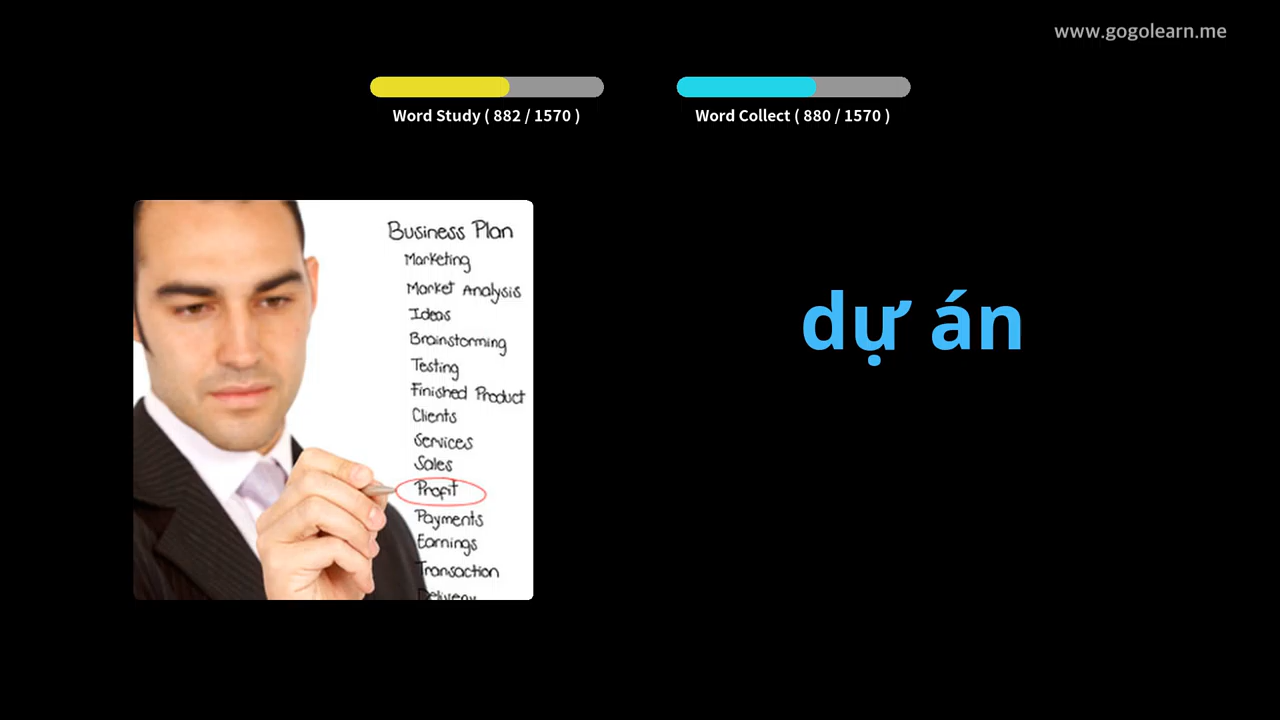 www.gogolearn.me
Word Study ( 882 / 1570 )
Word Collect ( 880 / 1570 )
Business Plan
Marketing
Market Analysis
Ideas
Brainstorming
Testing
Finished Product
Clients
Services
Sales
Profit
Payments
Earnings
Transaction
Delivery
dự án